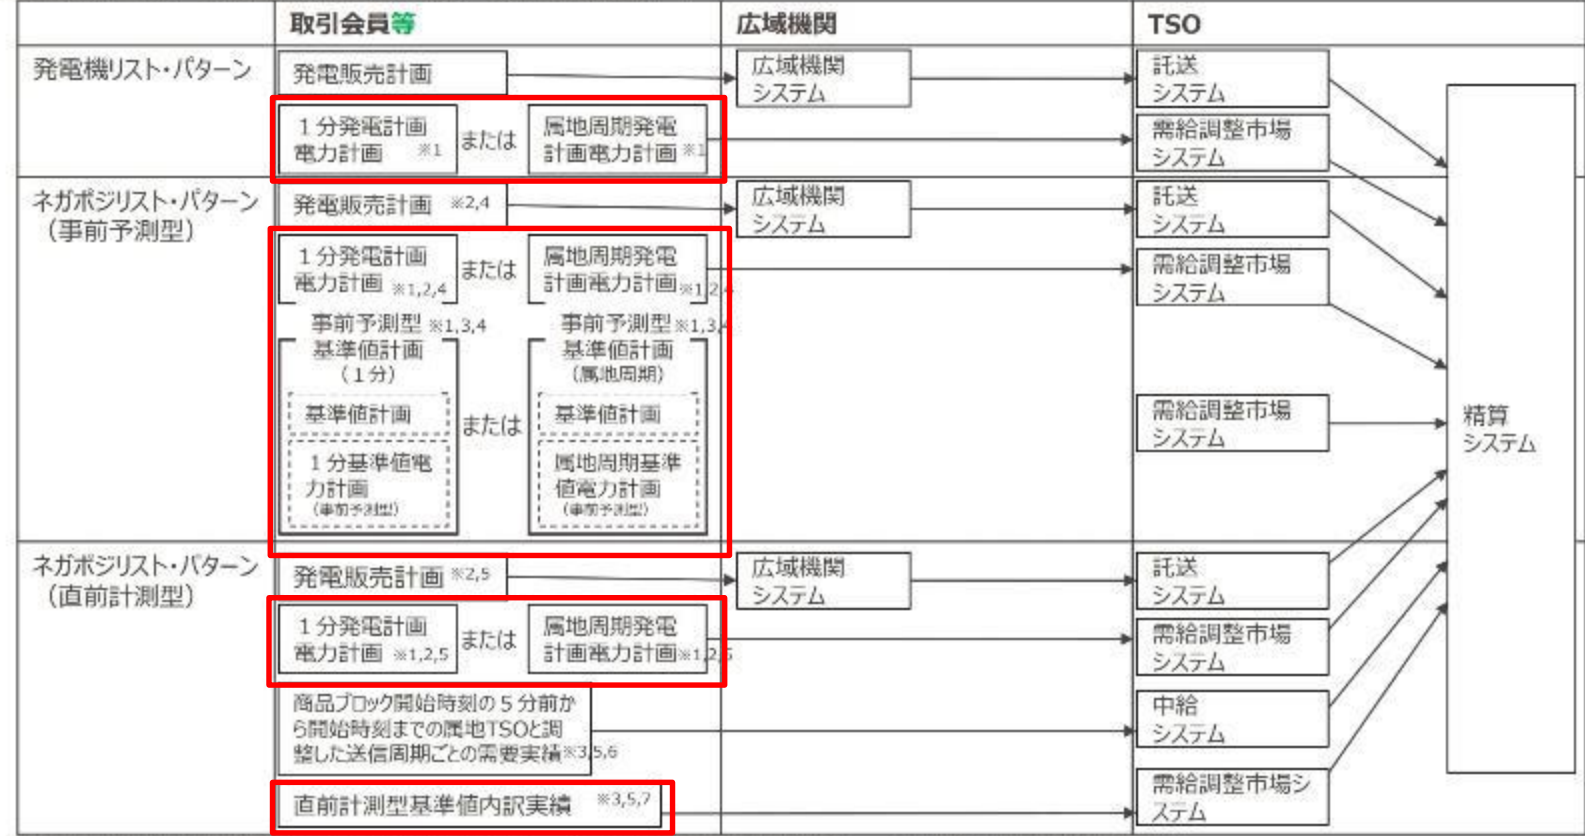 取引会員等
広域機関
TSO
発電機リスト・パターン
発電販売計画
広域機関
システム
託送
システム
１分発電計画
電力計画 ※1
または
属地周期発電
計画電力計画 ※1
需給調整市場
システム
ネガポジリスト・パターン
（事前予測型）
発電販売計画 ※2,4
広域機関
システム
託送
システム
１分発電計画
電力計画 ※1,2,4
または
属地周期発電
計画電力計画 ※1,2,4
需給調整市場
システム
事前予測型 ※1,3,4
基準値計画
（１分）
基準値計画
１分基準値電
力計画
（事前予測型）
または
事前予測型 ※1,3,4
基準値計画
（属地周期）
基準値計画
属地周期基準
値電力計画
（事前予測型）
需給調整市場
システム
精算
システム
ネガポジリスト・パターン
（直前計測型）
発電販売計画 ※2,5
広域機関
システム
託送
システム
１分発電計画
電力計画 ※1,2,5
または
属地周期発電
計画電力計画 ※1,2,5
需給調整市場
システム
商品ブロック開始時刻の５分前か
ら開始時刻までの属地TSOと調
整した送信周期ごとの需要実績 ※3,5,6
中給
システム
直前計測型基準値内訳実績 ※3,5,7
需給調整市場シ
ステム